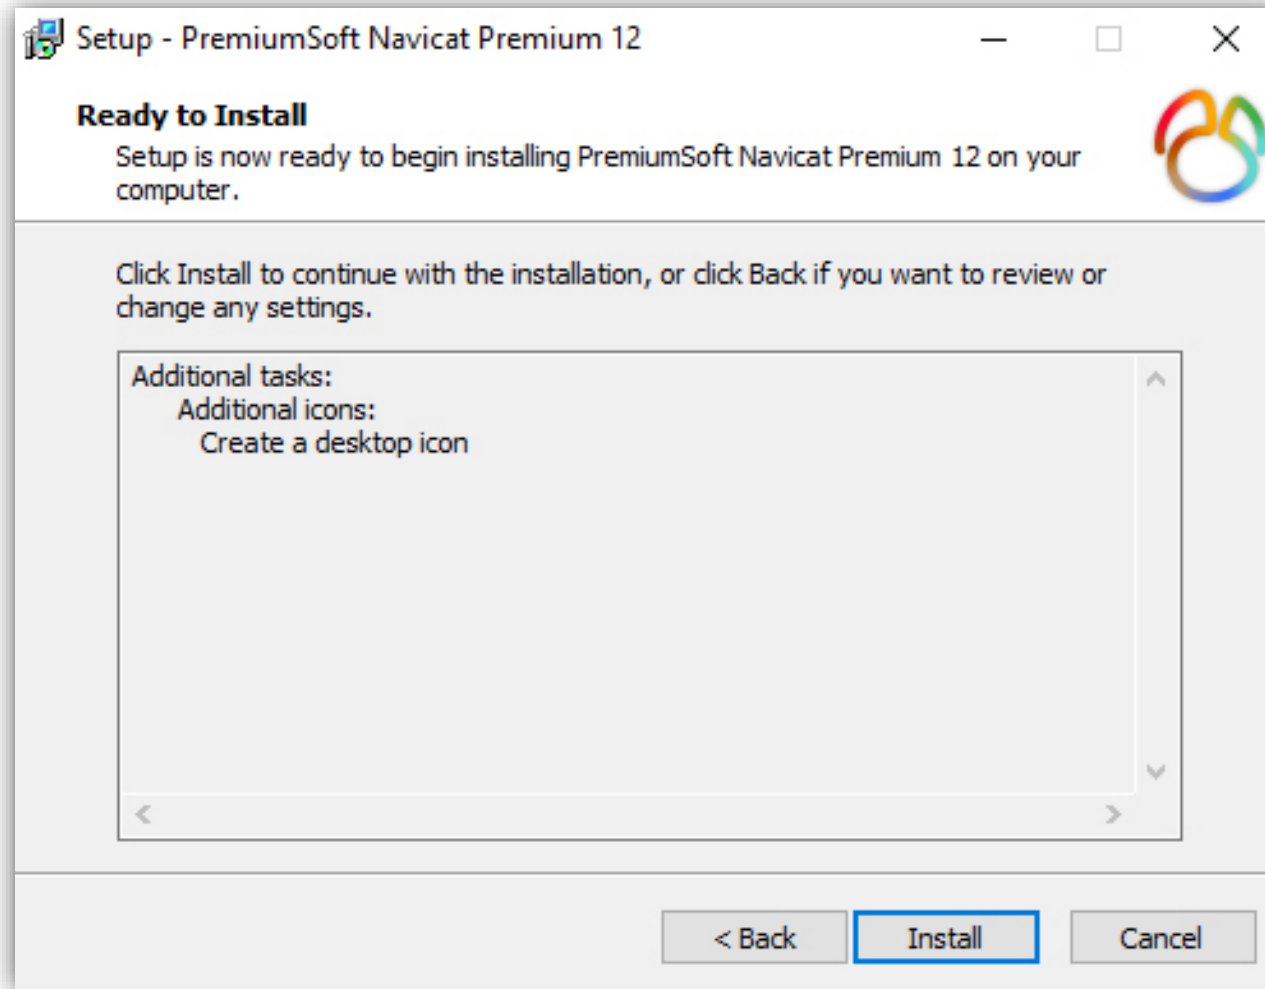 Setup - PremiumSoft Navicat Premium 12
Ready to Install
Setup is now ready to begin installing PremiumSoft Navicat Premium 12 on your
computer.
Click Install to continue with the installation, or click Back if you want to review or
change any settings.
Additional tasks:
Additional icons:
Create a desktop icon
< Back
Install
Cancel